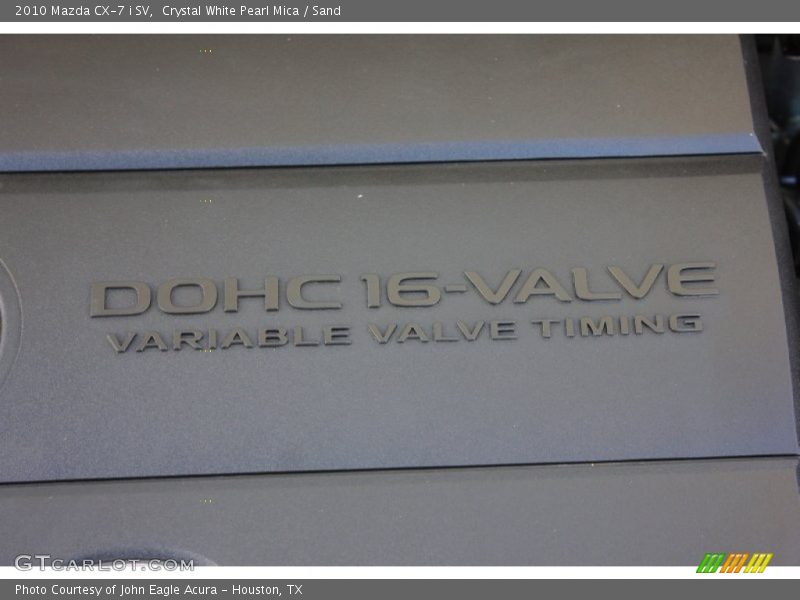 2010 Mazda CX-7 i SV,  Crystal White Pearl Mica / Sand
DOHC 16-VALVE
VARIABLE VALVE TIMING
GTCARLOT.COM
Photo Courtesy of John Eagle Acura - Houston, TX